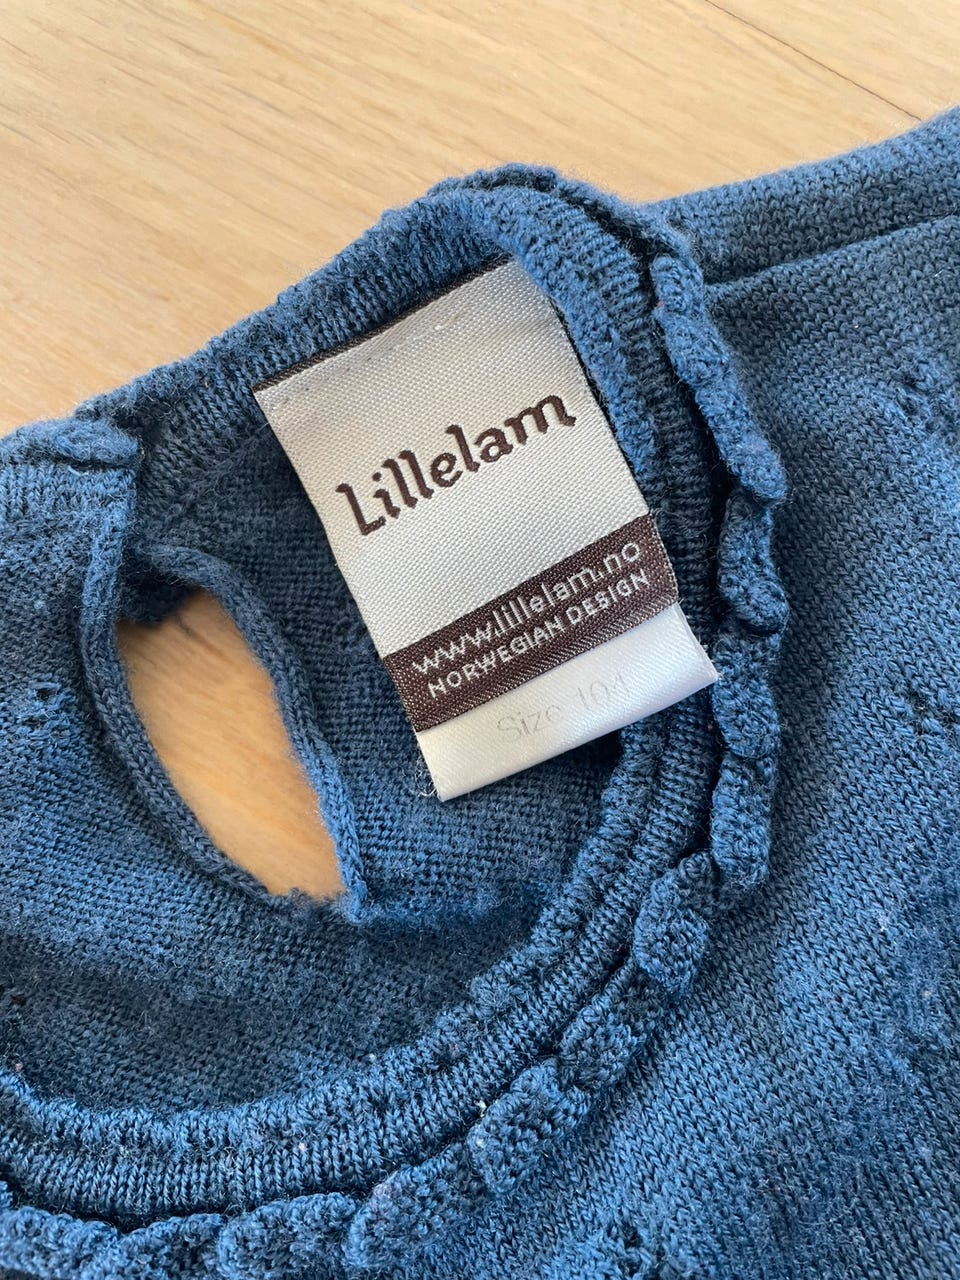 Lillelam
www.lillelam.no
NORWEGIAN DESIGN
Size 104